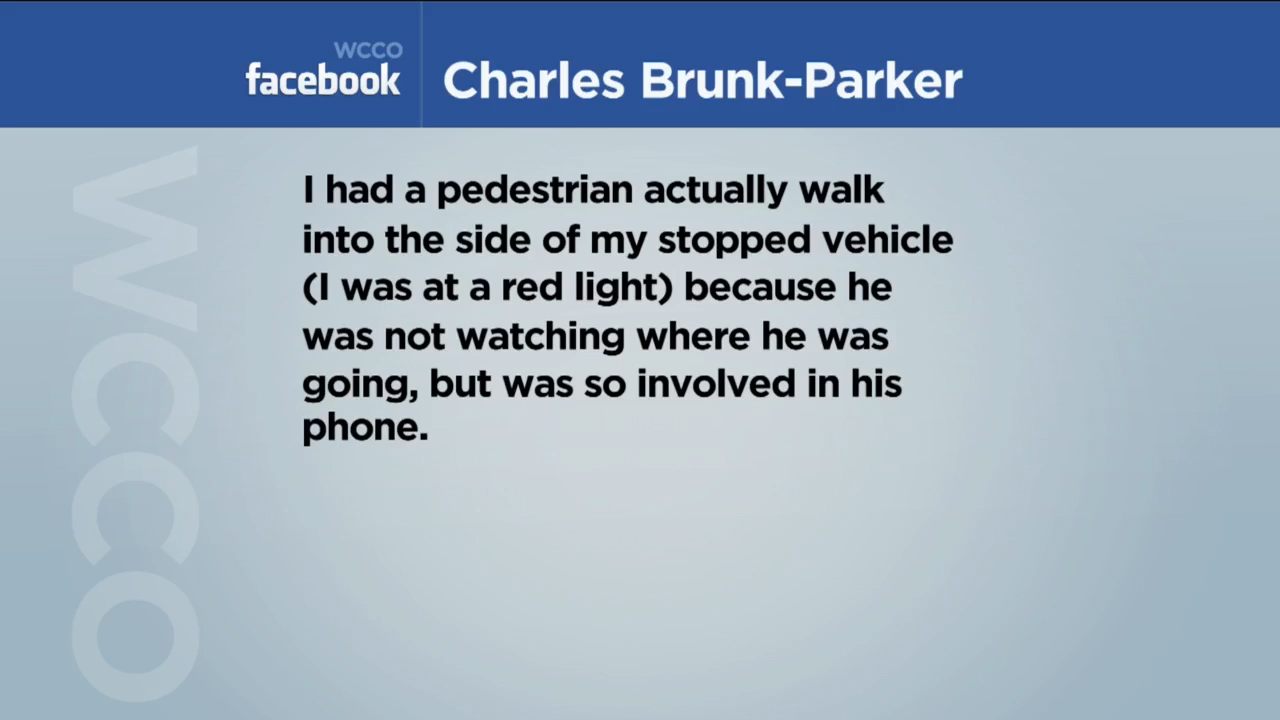 WCCO
facebook
Charles Brunk-Parker
I had a pedestrian actually walk
into the side of my stopped vehicle
(I was at a red light) because he
was not watching where he was
going, but was so involved in his
phone.
WCCO